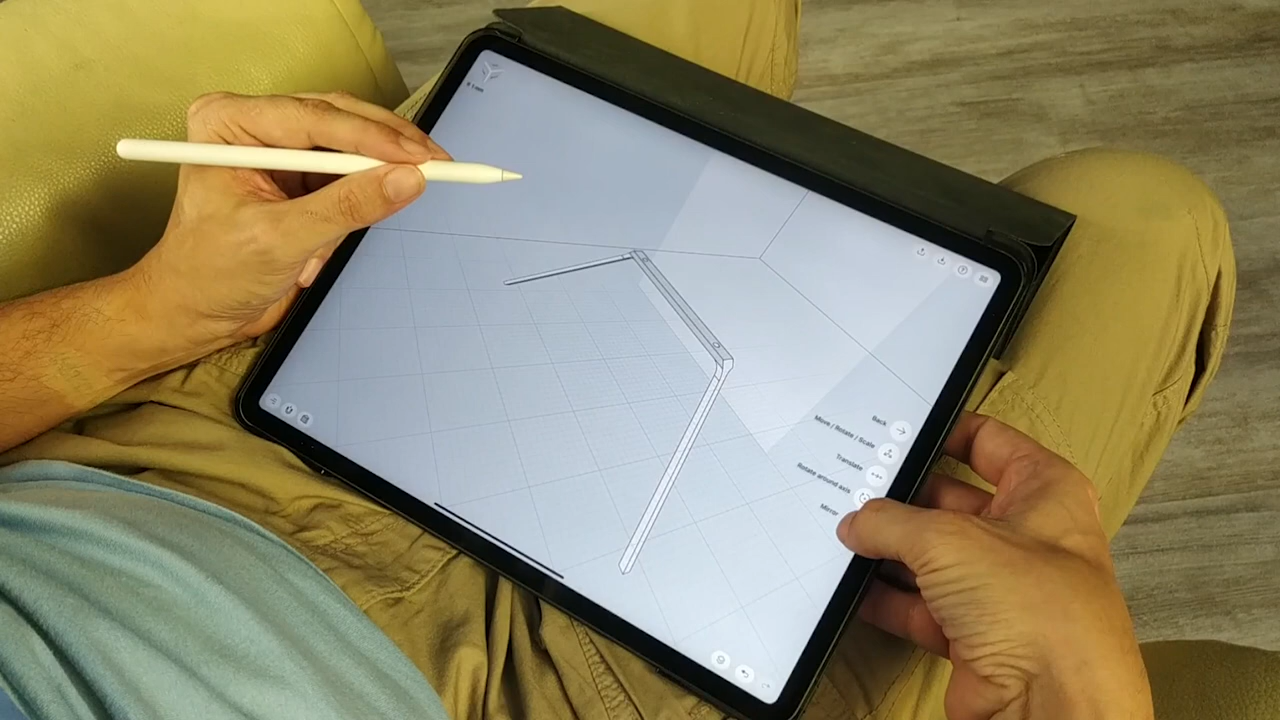 Back
Move / Rotate / Scale
Translate
Rotate around axis
Mirror